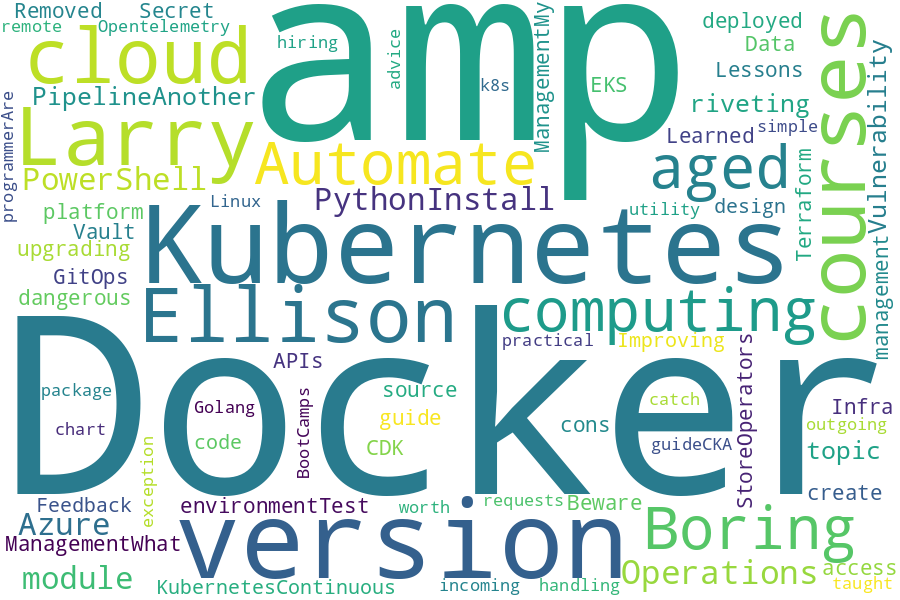 Removed
Secret
remote
Opentelemetry
cloud
hiring
advice
amp
k8s
ManagementMy
EKS
deployed
Data
Lessons
courses
Vulnerability
PipelineAnother
Larry
Automate
riveting
Learned
simple
programmerAre
PowerShell
PythonInstall
aged
Terraform
platform
Linux
utility
design
Vault
Kubernetes
upgrading
GitOps
management
dangerous
Ellison
computing
practical
Improving
StoreOperators
Docker
APIs
package
Golang
BootCamps
source
guide
catch
Infra
chart
code
CDK
cons
guideCKA
outgoing
topic
exception
Feedback
environmentTest
worth
requests
Beware
create
Azure
version
Boring
ManagementWhat
module
KubernetesContinuous
incoming
handling
Operations
access
taught